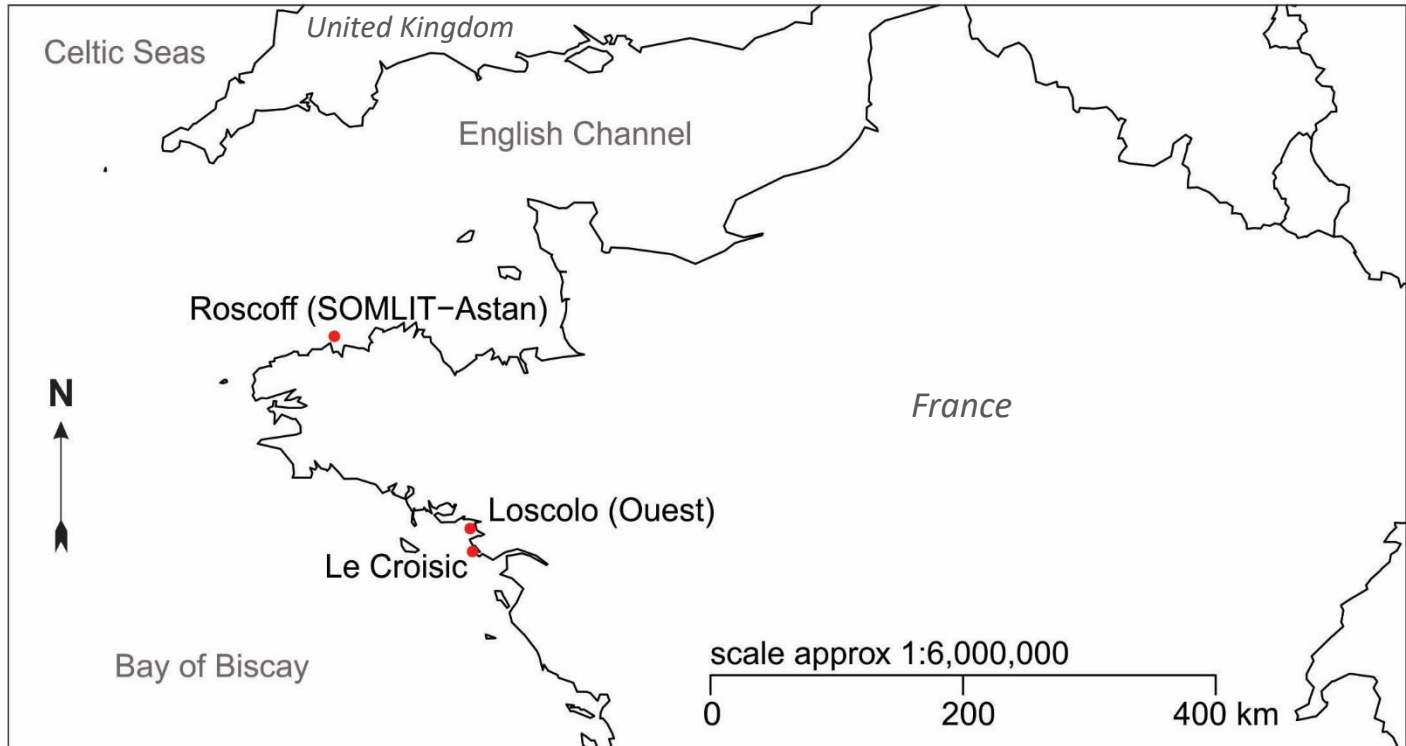 United Kingdom
Celtic Seas
English Channel
Roscoff (SOMLIT−Astan)
N
France
Loscolo (Ouest)
Le Croisic
Bay of Biscay
scale approx 1:6,000,000
0 200 400 km